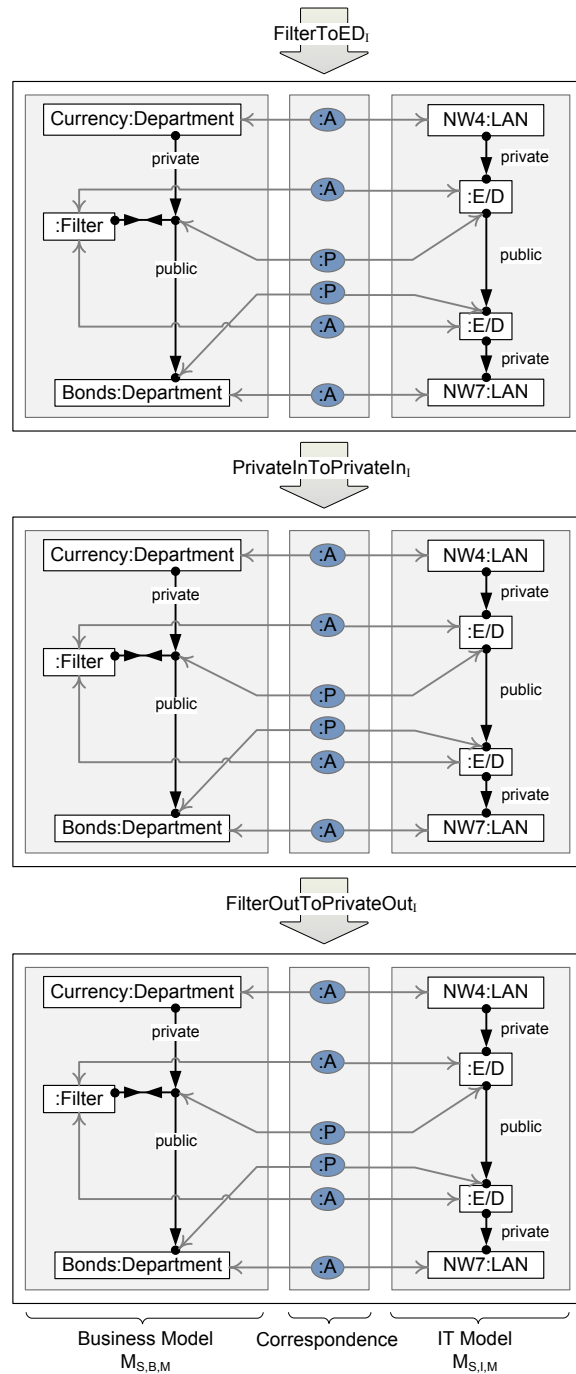 FilterToED_I
Currency:Department :A NW4:LAN
private private
:A :E/D
:Filter
:P
public public
:P
:A :E/D
private
Bonds:Department :A NW7:LAN
PrivateInToPrivateIn_I
Currency:Department :A NW4:LAN
private private
:A :E/D
:Filter
:P
public public
:P
:A :E/D
private
Bonds:Department :A NW7:LAN
FilterOutToPrivateOut_I
Currency:Department :A NW4:LAN
private private
:A :E/D
:Filter
:P
public public
:P
:A :E/D
private
Bonds:Department :A NW7:LAN
Business Model Correspondence IT Model
M_S,B,M M_S,I,M